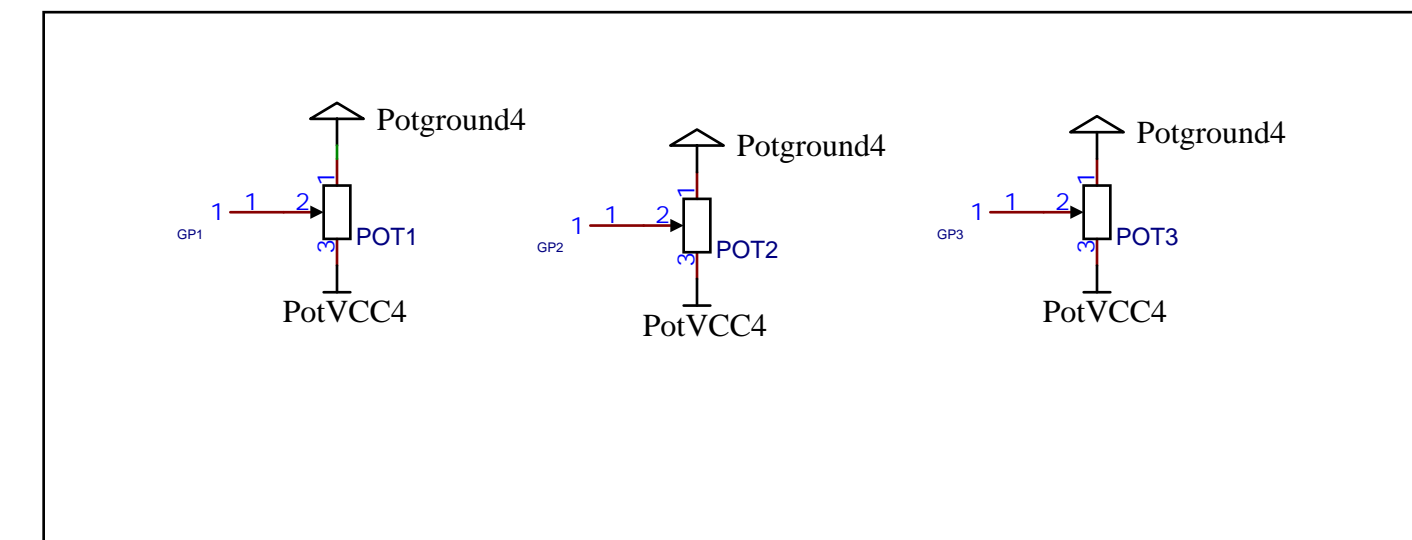 Potground4
Potground4
Potground4
1
1 1 2
GP1
3
POT1
PotVCC4
1
1 1 2
GP2
3
POT2
PotVCC4
1
1 1 2
GP3
3
POT3
PotVCC4